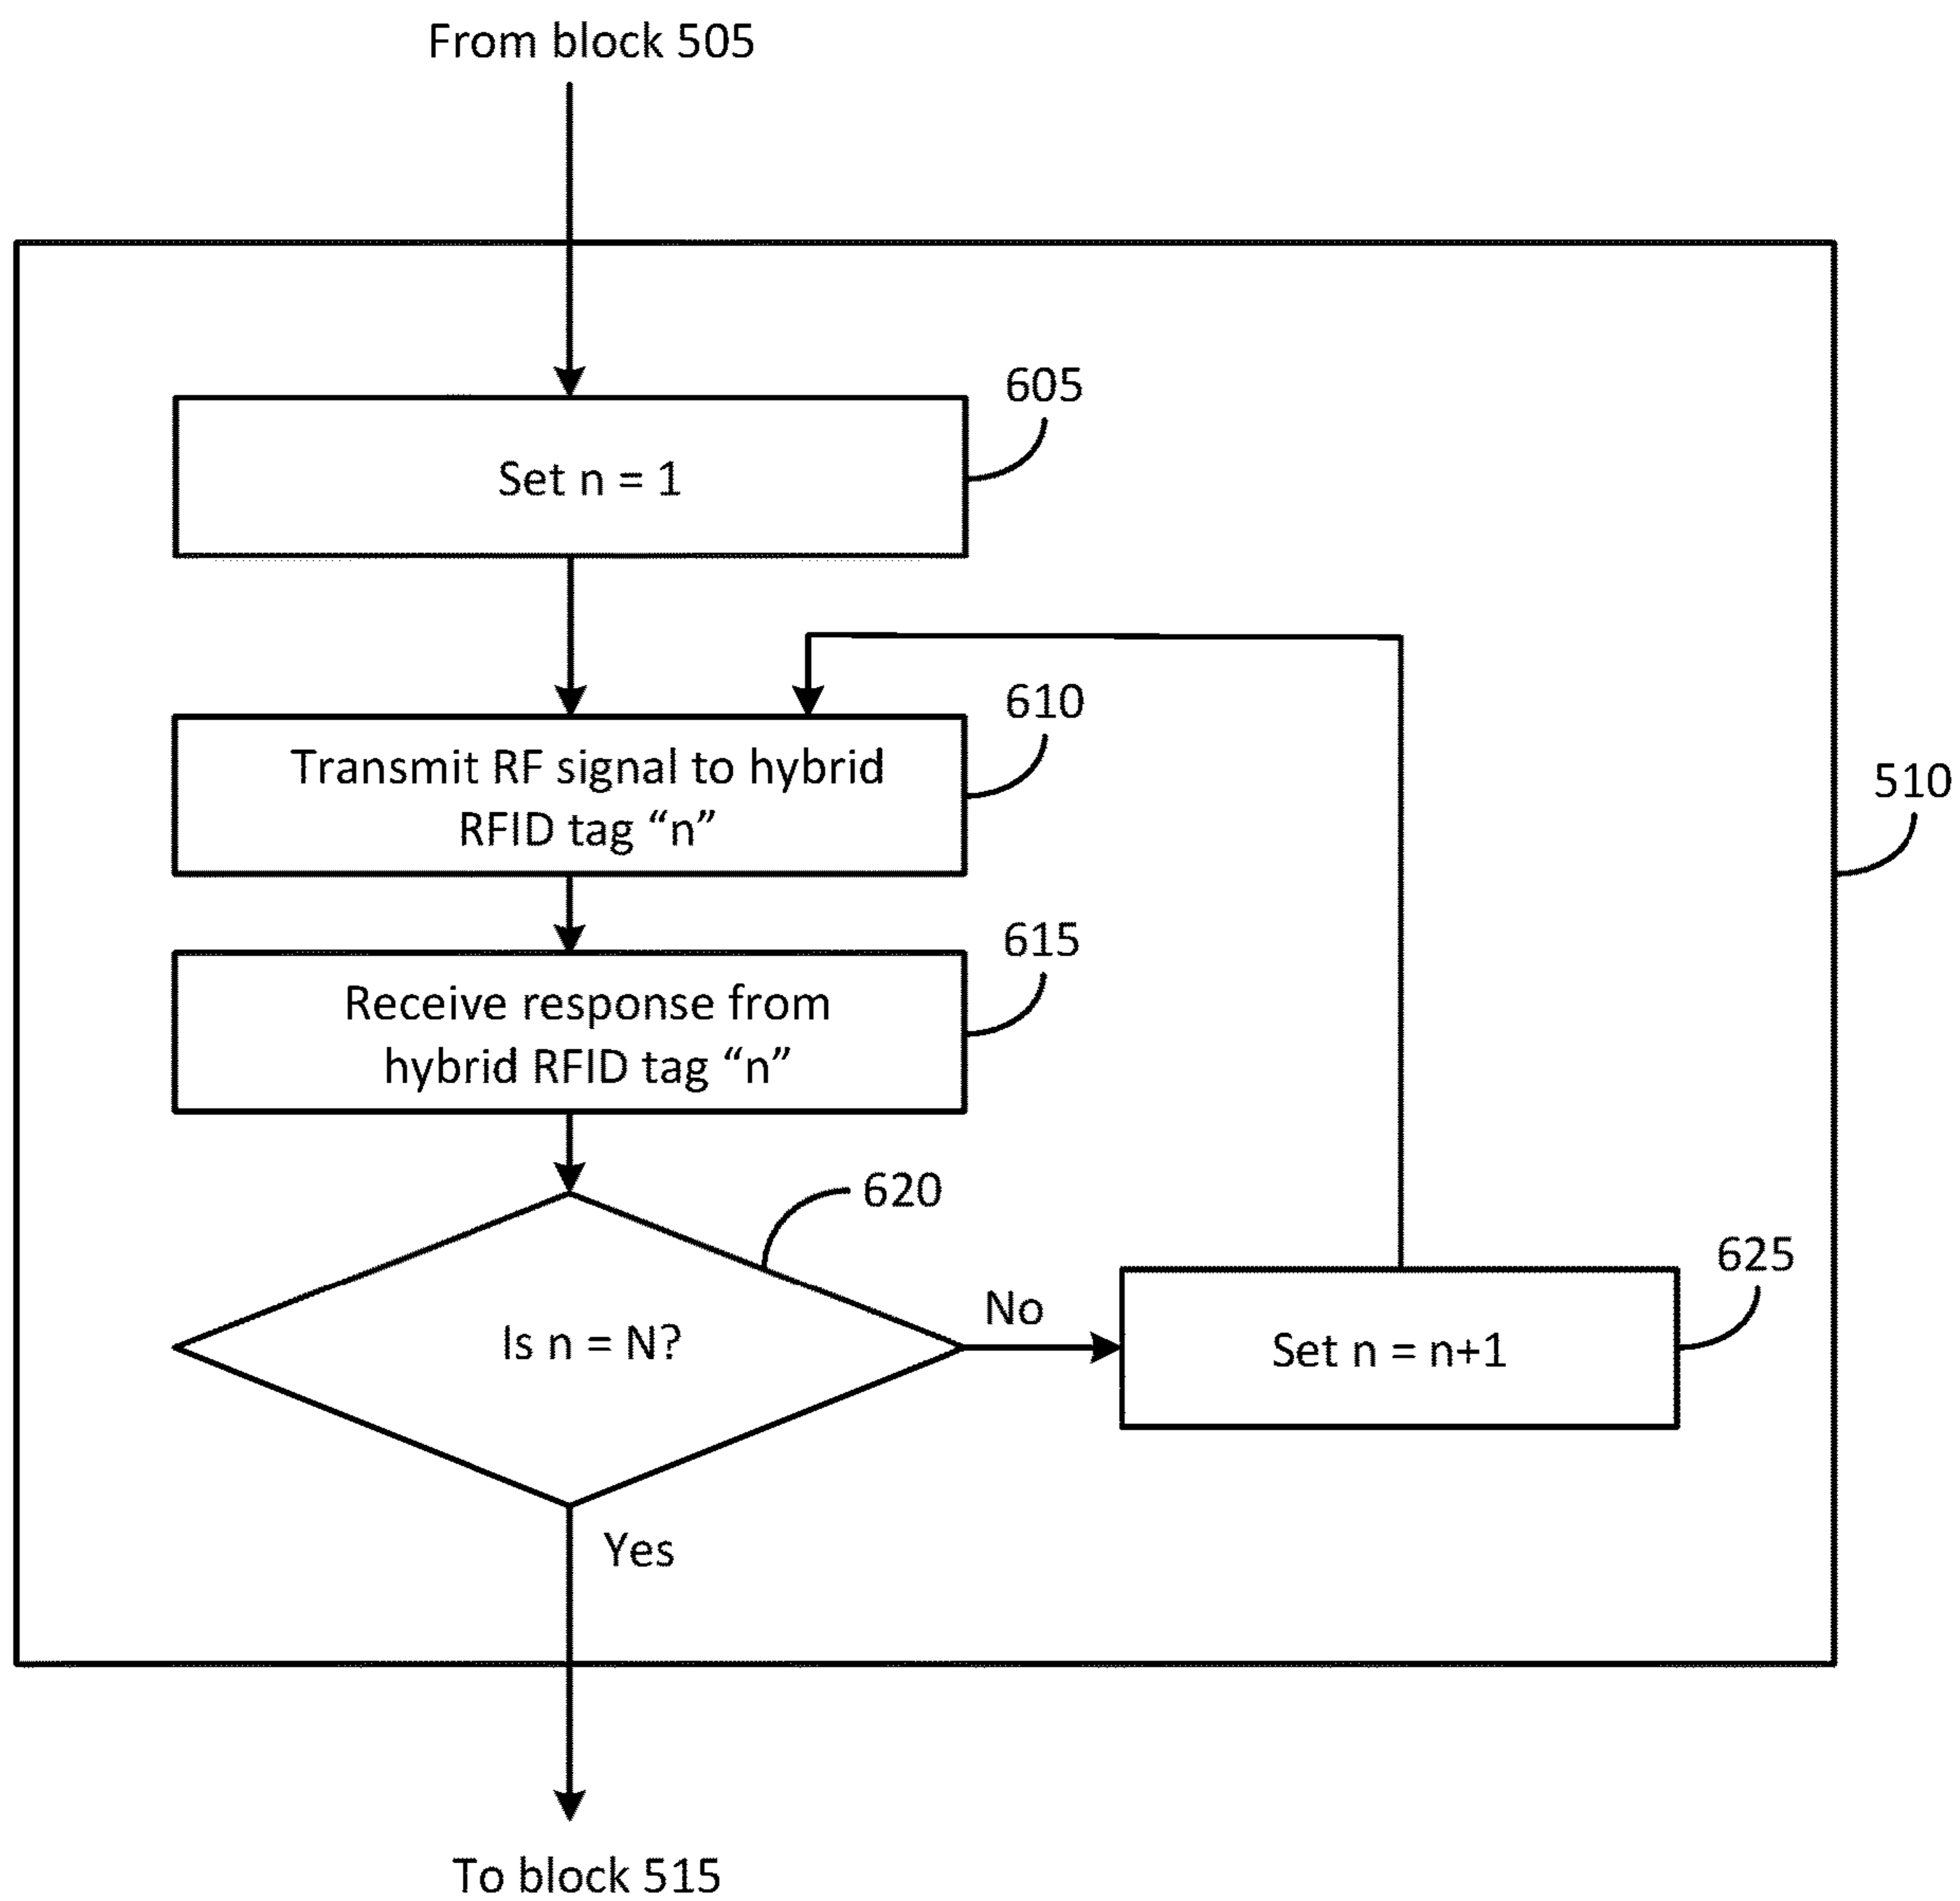 From block 505
605
Set n = 1
610
Transmit RF signal to hybrid
RFID tag “n”
510
615
Receive response from
hybrid RFID tag “n”
620
625
No
Is n = N?
Set n = n+1
Yes
To block 515